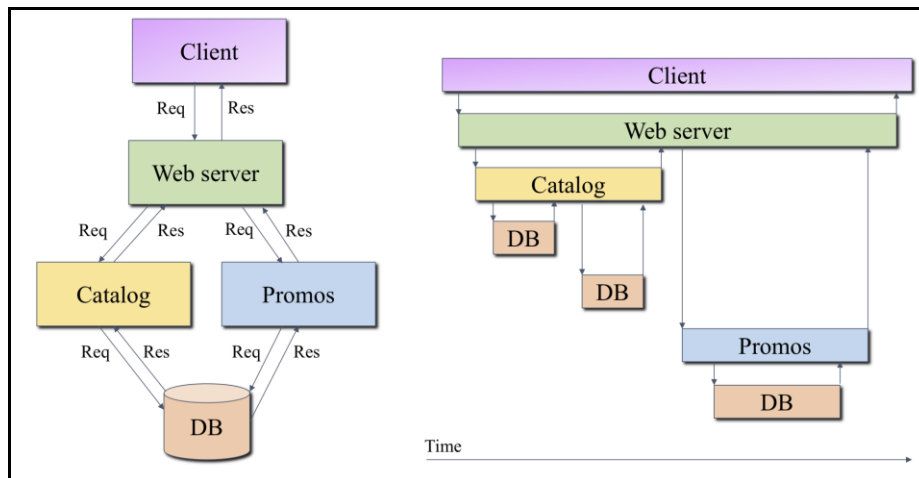 Client
Req Res
Web server
Req Res Req Res
Catalog Promos
Req Res Req Res
DB
Client
Web server
Catalog
DB
DB
Promos
DB
Time